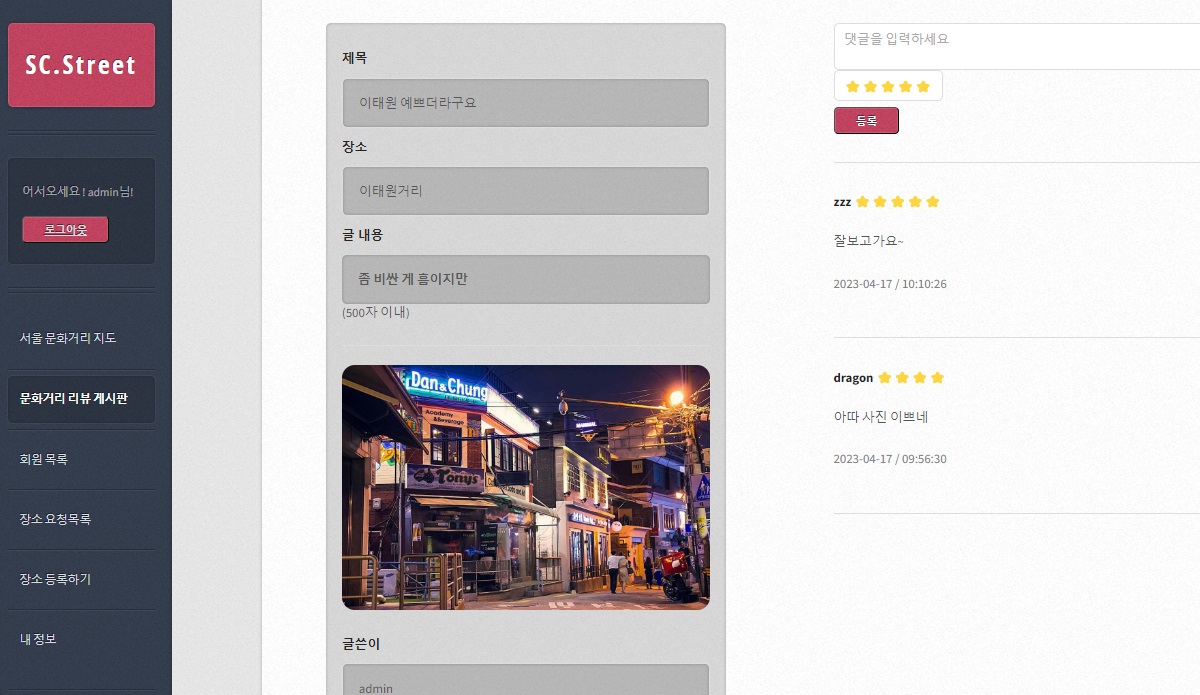 SC.Street
어서오세요 ! admin님!
로그아웃
서울 문화거리 지도
문화거리 리뷰 게시판
회원 목록
장소 요청목록
장소 등록하기
내 정보
제목
이태원 예쁘더라구요
장소
이태원거리
글 내용
좀 비싼 게 흠이지만
(500자 이내)
Dan & Chung
Academy
&Beverage
Tonys
글쓴이
admin
댓글을 입력하세요
등록
zzz
잘보고가요~
2023-04-17 / 10:10:26
dragon
아따 사진 이쁘네
2023-04-17 / 09:56:30